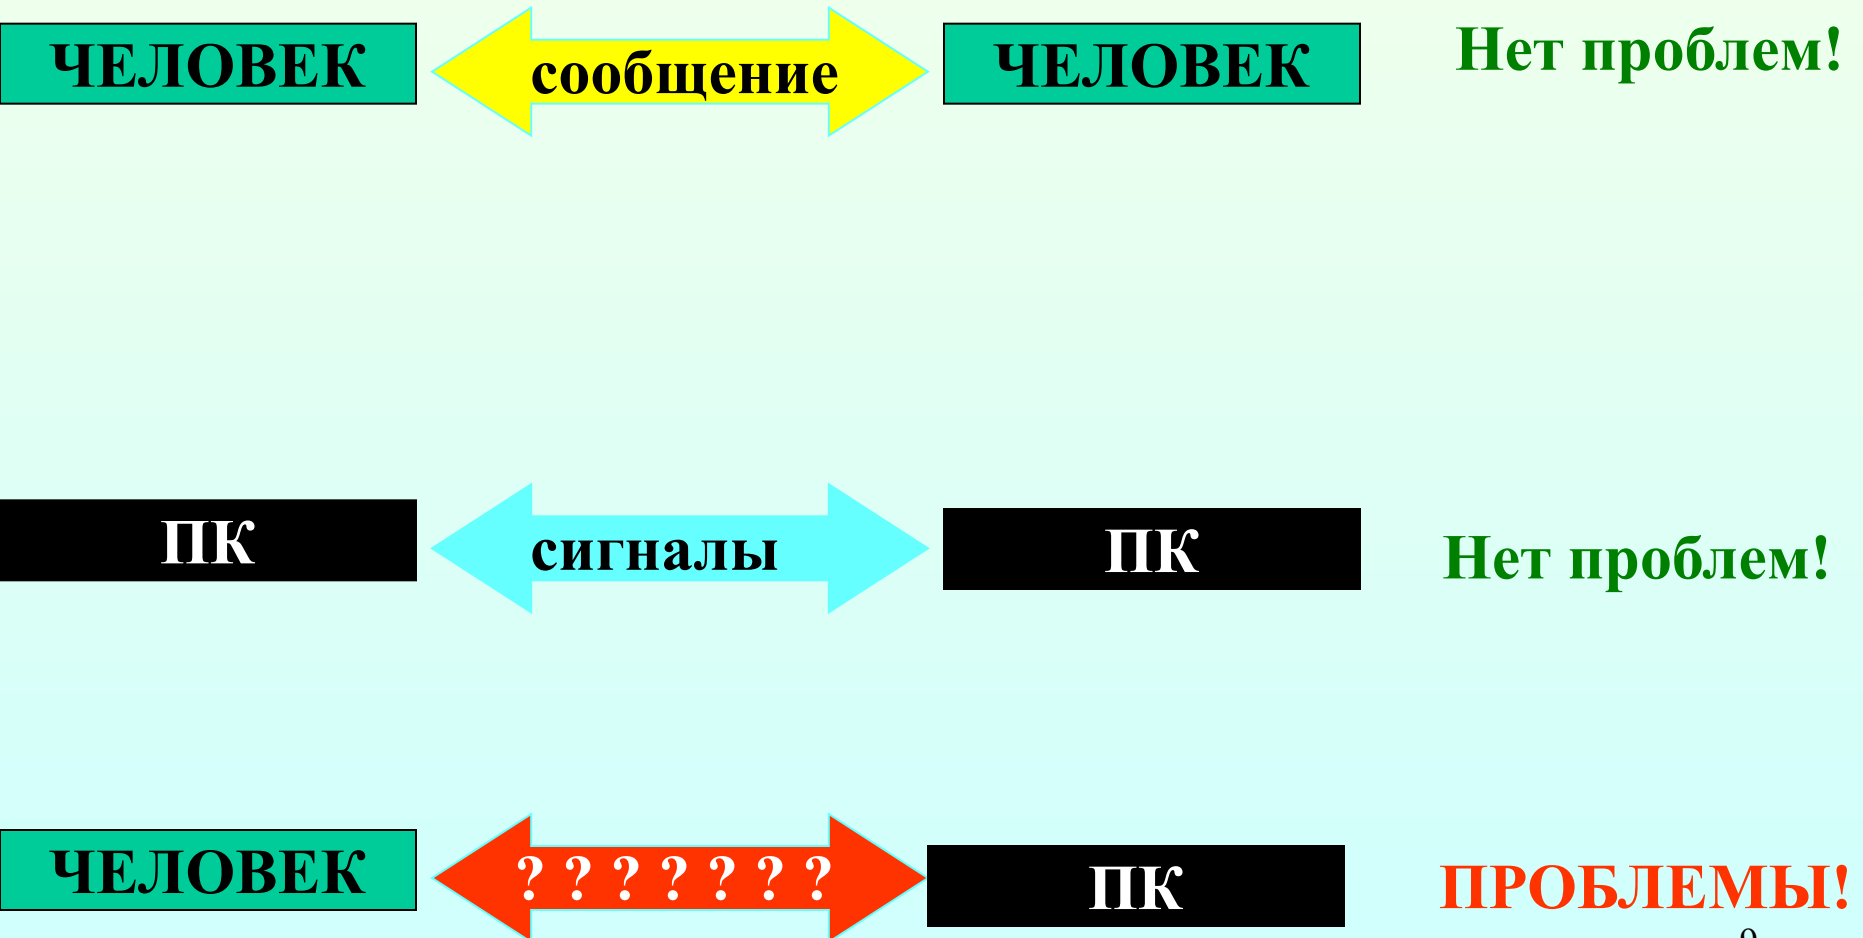 ЧЕЛОВЕК сообщение ЧЕЛОВЕК Нет проблем!
ПК сигналы ПК Нет проблем!
ЧЕЛОВЕК ? ? ? ? ? ? ? ПК ПРОБЛЕМЫ!